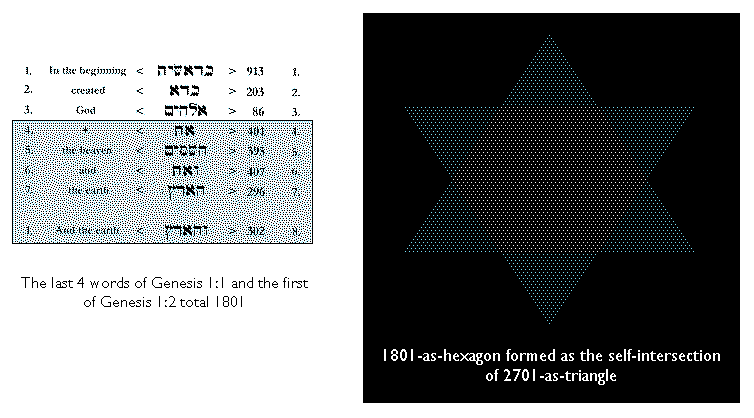 1. In the beginning < בראשית > 913 1.
2. created < ברא > 203 2.
3. God < אלהים > 86 3.
4. * < את > 401 4.
5. the heaven < השמים > 395 5.
6. and < ואת > 407 6.
7. the earth < הארץ > 296 7.
1. And the earth < והארץ > 302
The last 4 words of Genesis 1:1 and the first
of Genesis 1:2 total 1801
1801-as-hexagon formed as the self-intersection
of 2701-as-triangle